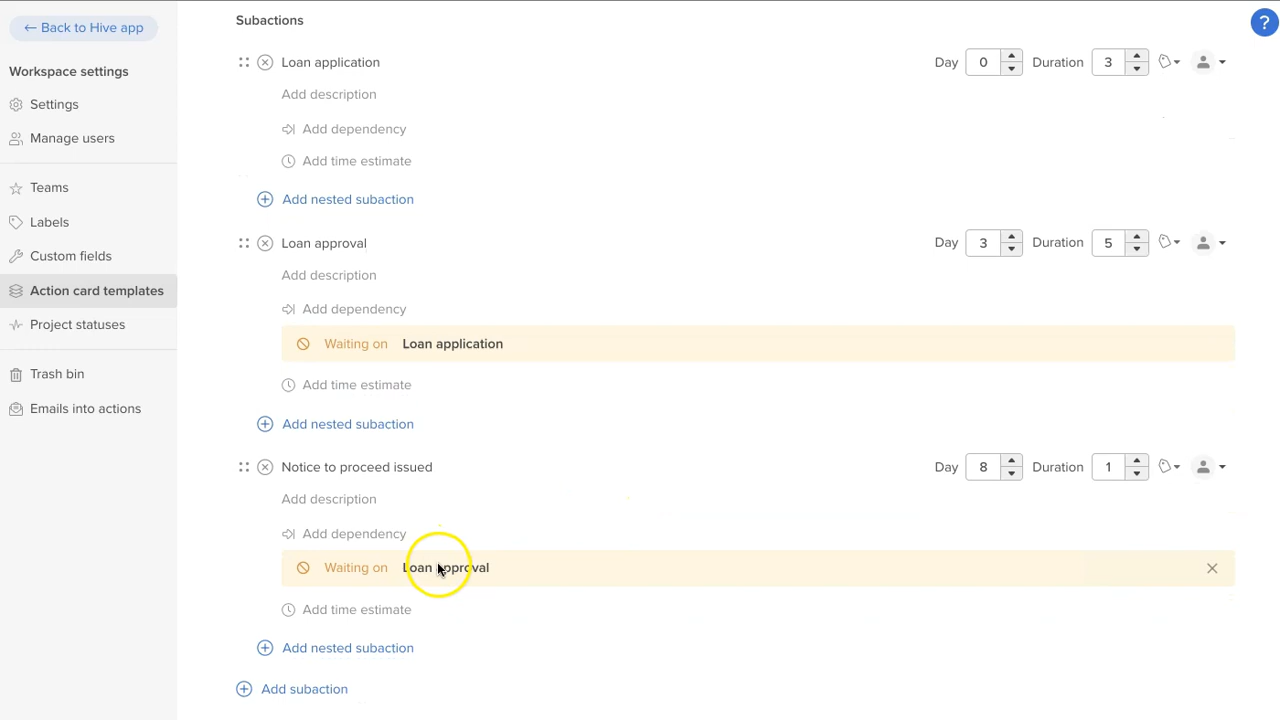 ← Back to Hive app
?
Workspace settings
Settings
Manage users
Teams
Labels
Custom fields
Action card templates
Project statuses
Trash bin
Emails into actions
Subactions
Loan application Day 0 Duration 3
Add description
Add dependency
Add time estimate
Add nested subaction
Loan approval Day 3 Duration 5
Add description
Add dependency
Waiting on Loan application
Add time estimate
Add nested subaction
Notice to proceed issued Day 8 Duration 1
Add description
Add dependency
Waiting on Loan approval
Add time estimate
Add nested subaction
Add subaction